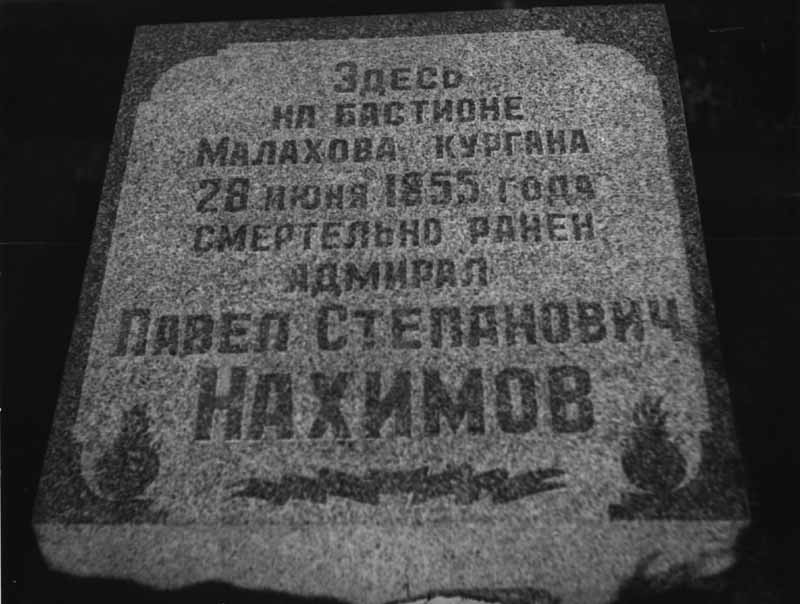 Здесь
на бастионе
Малахова кургана
28 июня 1855 года
смертельно ранен
адмирал
Павел Степанович
Нахимов